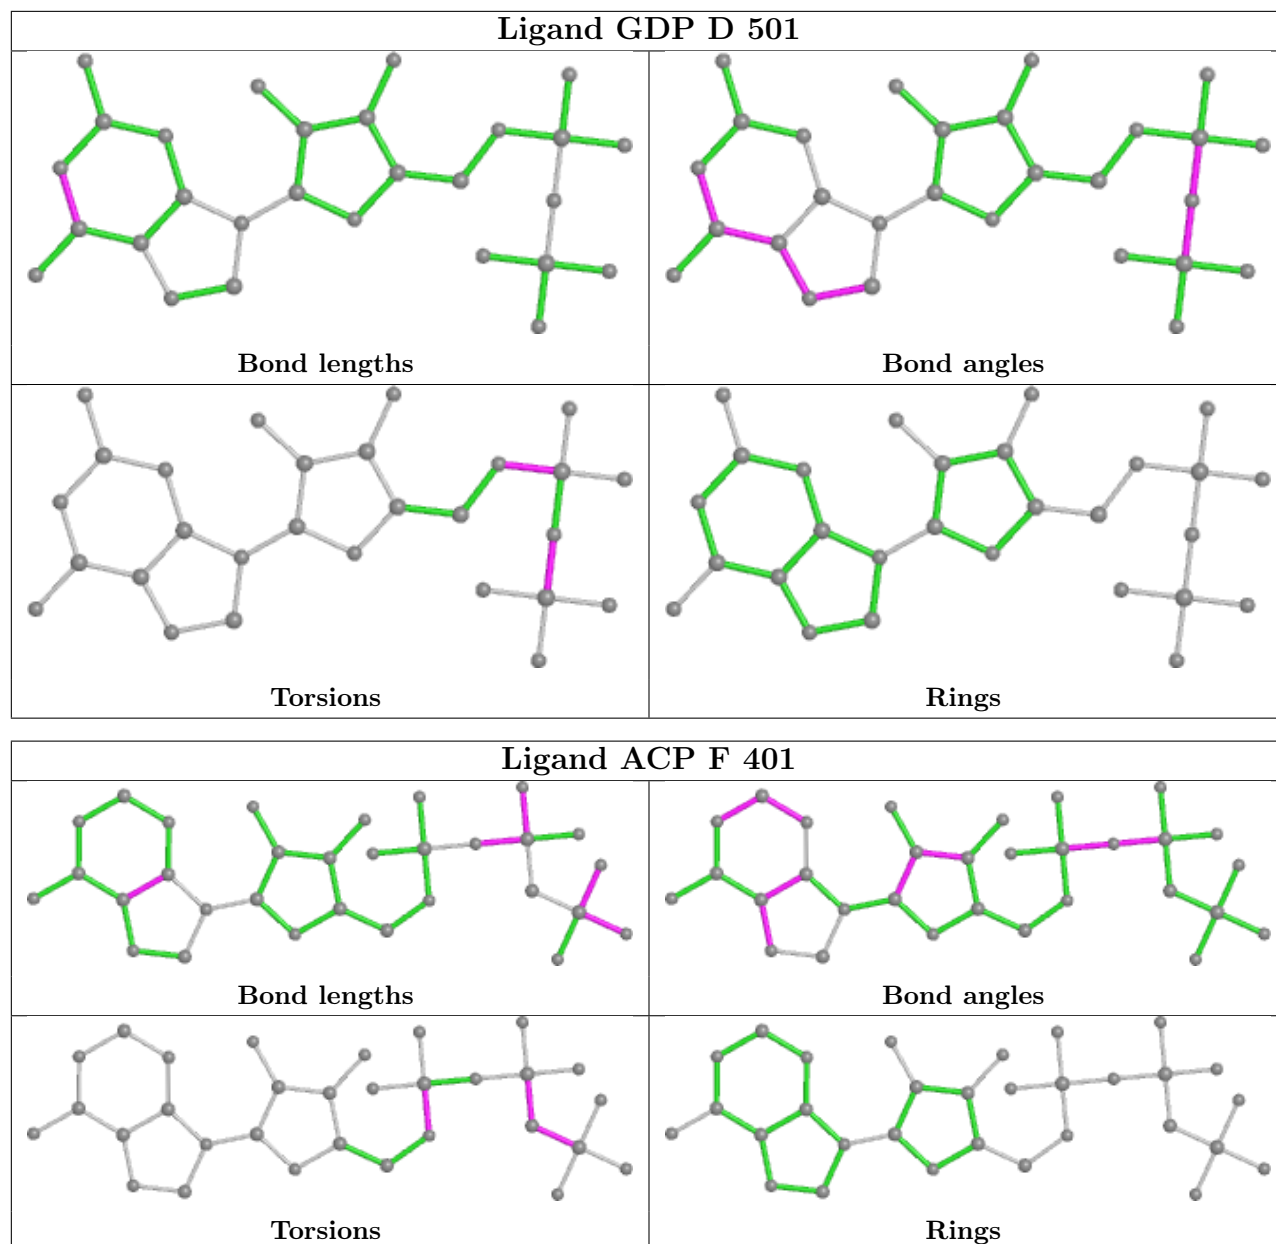 Ligand GDP D 501
Bond lengths
Bond angles
Torsions
Rings
Ligand ACP F 401
Bond lengths
Bond angles
Torsions
Rings